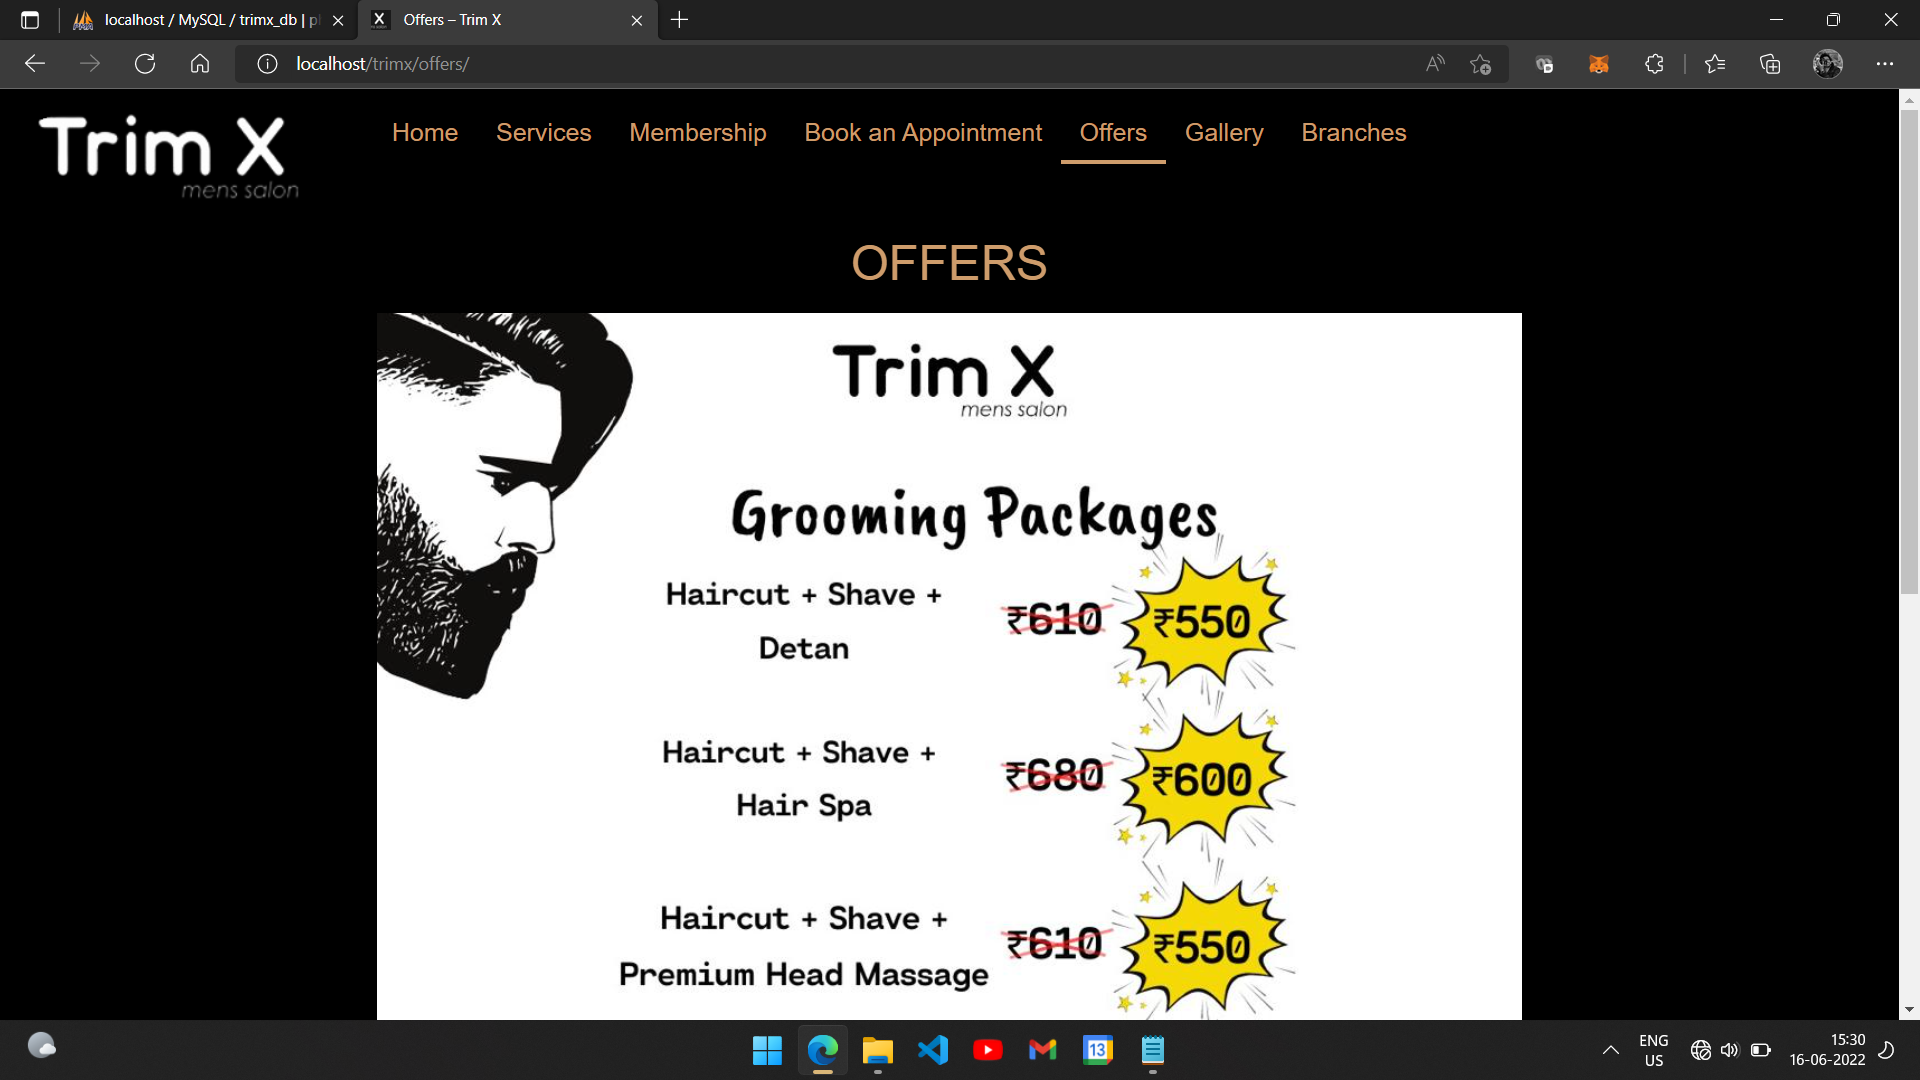 localhost / MySQL / trimx_db | p
Offers – Trim X
localhost/trimx/offers/
Trim X
mens salon
Home Services Membership Book an Appointment Offers Gallery Branches
OFFERS
Trim X
mens salon
Grooming Packages
Haircut + Shave +
Detan
₹610 ₹550
Haircut + Shave +
Hair Spa
₹680 ₹600
Haircut + Shave +
Premium Head Massage
₹610 ₹550
13
ENG
US
15:30
16-06-2022